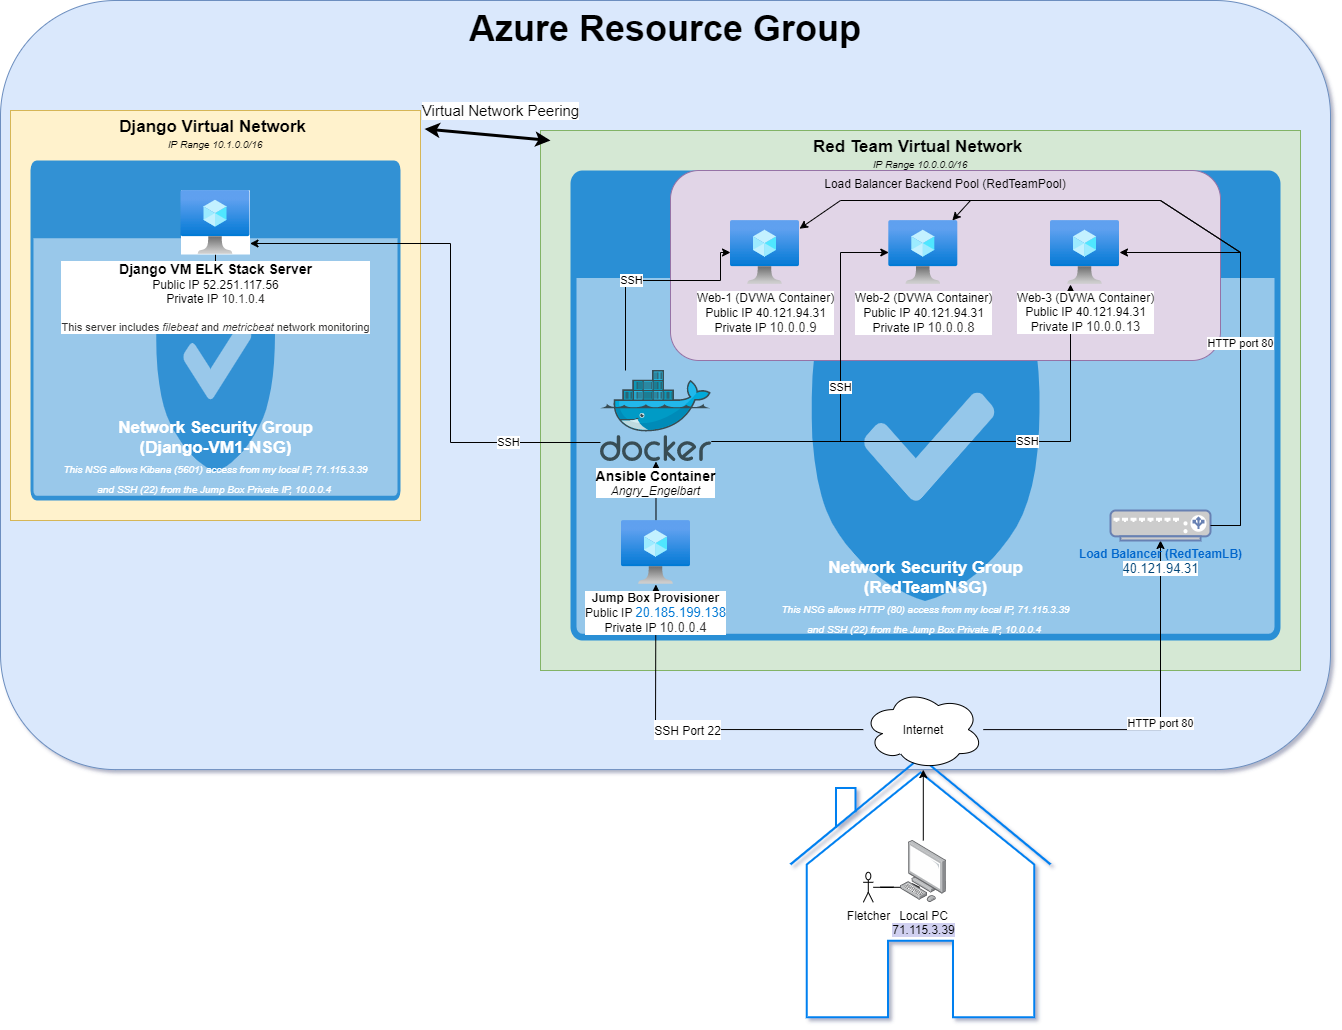 Azure Resource Group
Virtual Network Peering
Django Virtual Network
IP Range 10.1.0.0/16
Django VM ELK Stack Server
Public IP 52.251.117.56
Private IP 10.1.0.4
This server includes filebeat and metricbeat network monitoring
Network Security Group
(Django-VM1-NSG)
This NSG allows Kibana (5601) access from my local IP, 71.115.3.39
and SSH (22) from the Jump Box Private IP, 10.0.0.4
SSH
Red Team Virtual Network
IP Range 10.0.0.0/16
Load Balancer Backend Pool (RedTeamPool)
SSH
Web-1 (DVWA Container)
Public IP 40.121.94.31
Private IP 10.0.0.9
Web-2 (DVWA Container)
Public IP 40.121.94.31
Private IP 10.0.0.8
Web-3 (DVWA Container)
Public IP 40.121.94.31
Private IP 10.0.0.13
HTTP port 80
SSH
SSH
docker
Ansible Container
Angry_Engelbart
Jump Box Provisioner
Public IP 20.185.199.138
Private IP 10.0.0.4
Network Security Group
(RedTeamNSG)
This NSG allows HTTP (80) access from my local IP, 71.115.3.39
and SSH (22) from the Jump Box Private IP, 10.0.0.4
Load Balancer (RedTeamLB)
40.121.94.31
SSH Port 22
Internet
HTTP port 80
Fletcher
Local PC
71.115.3.39